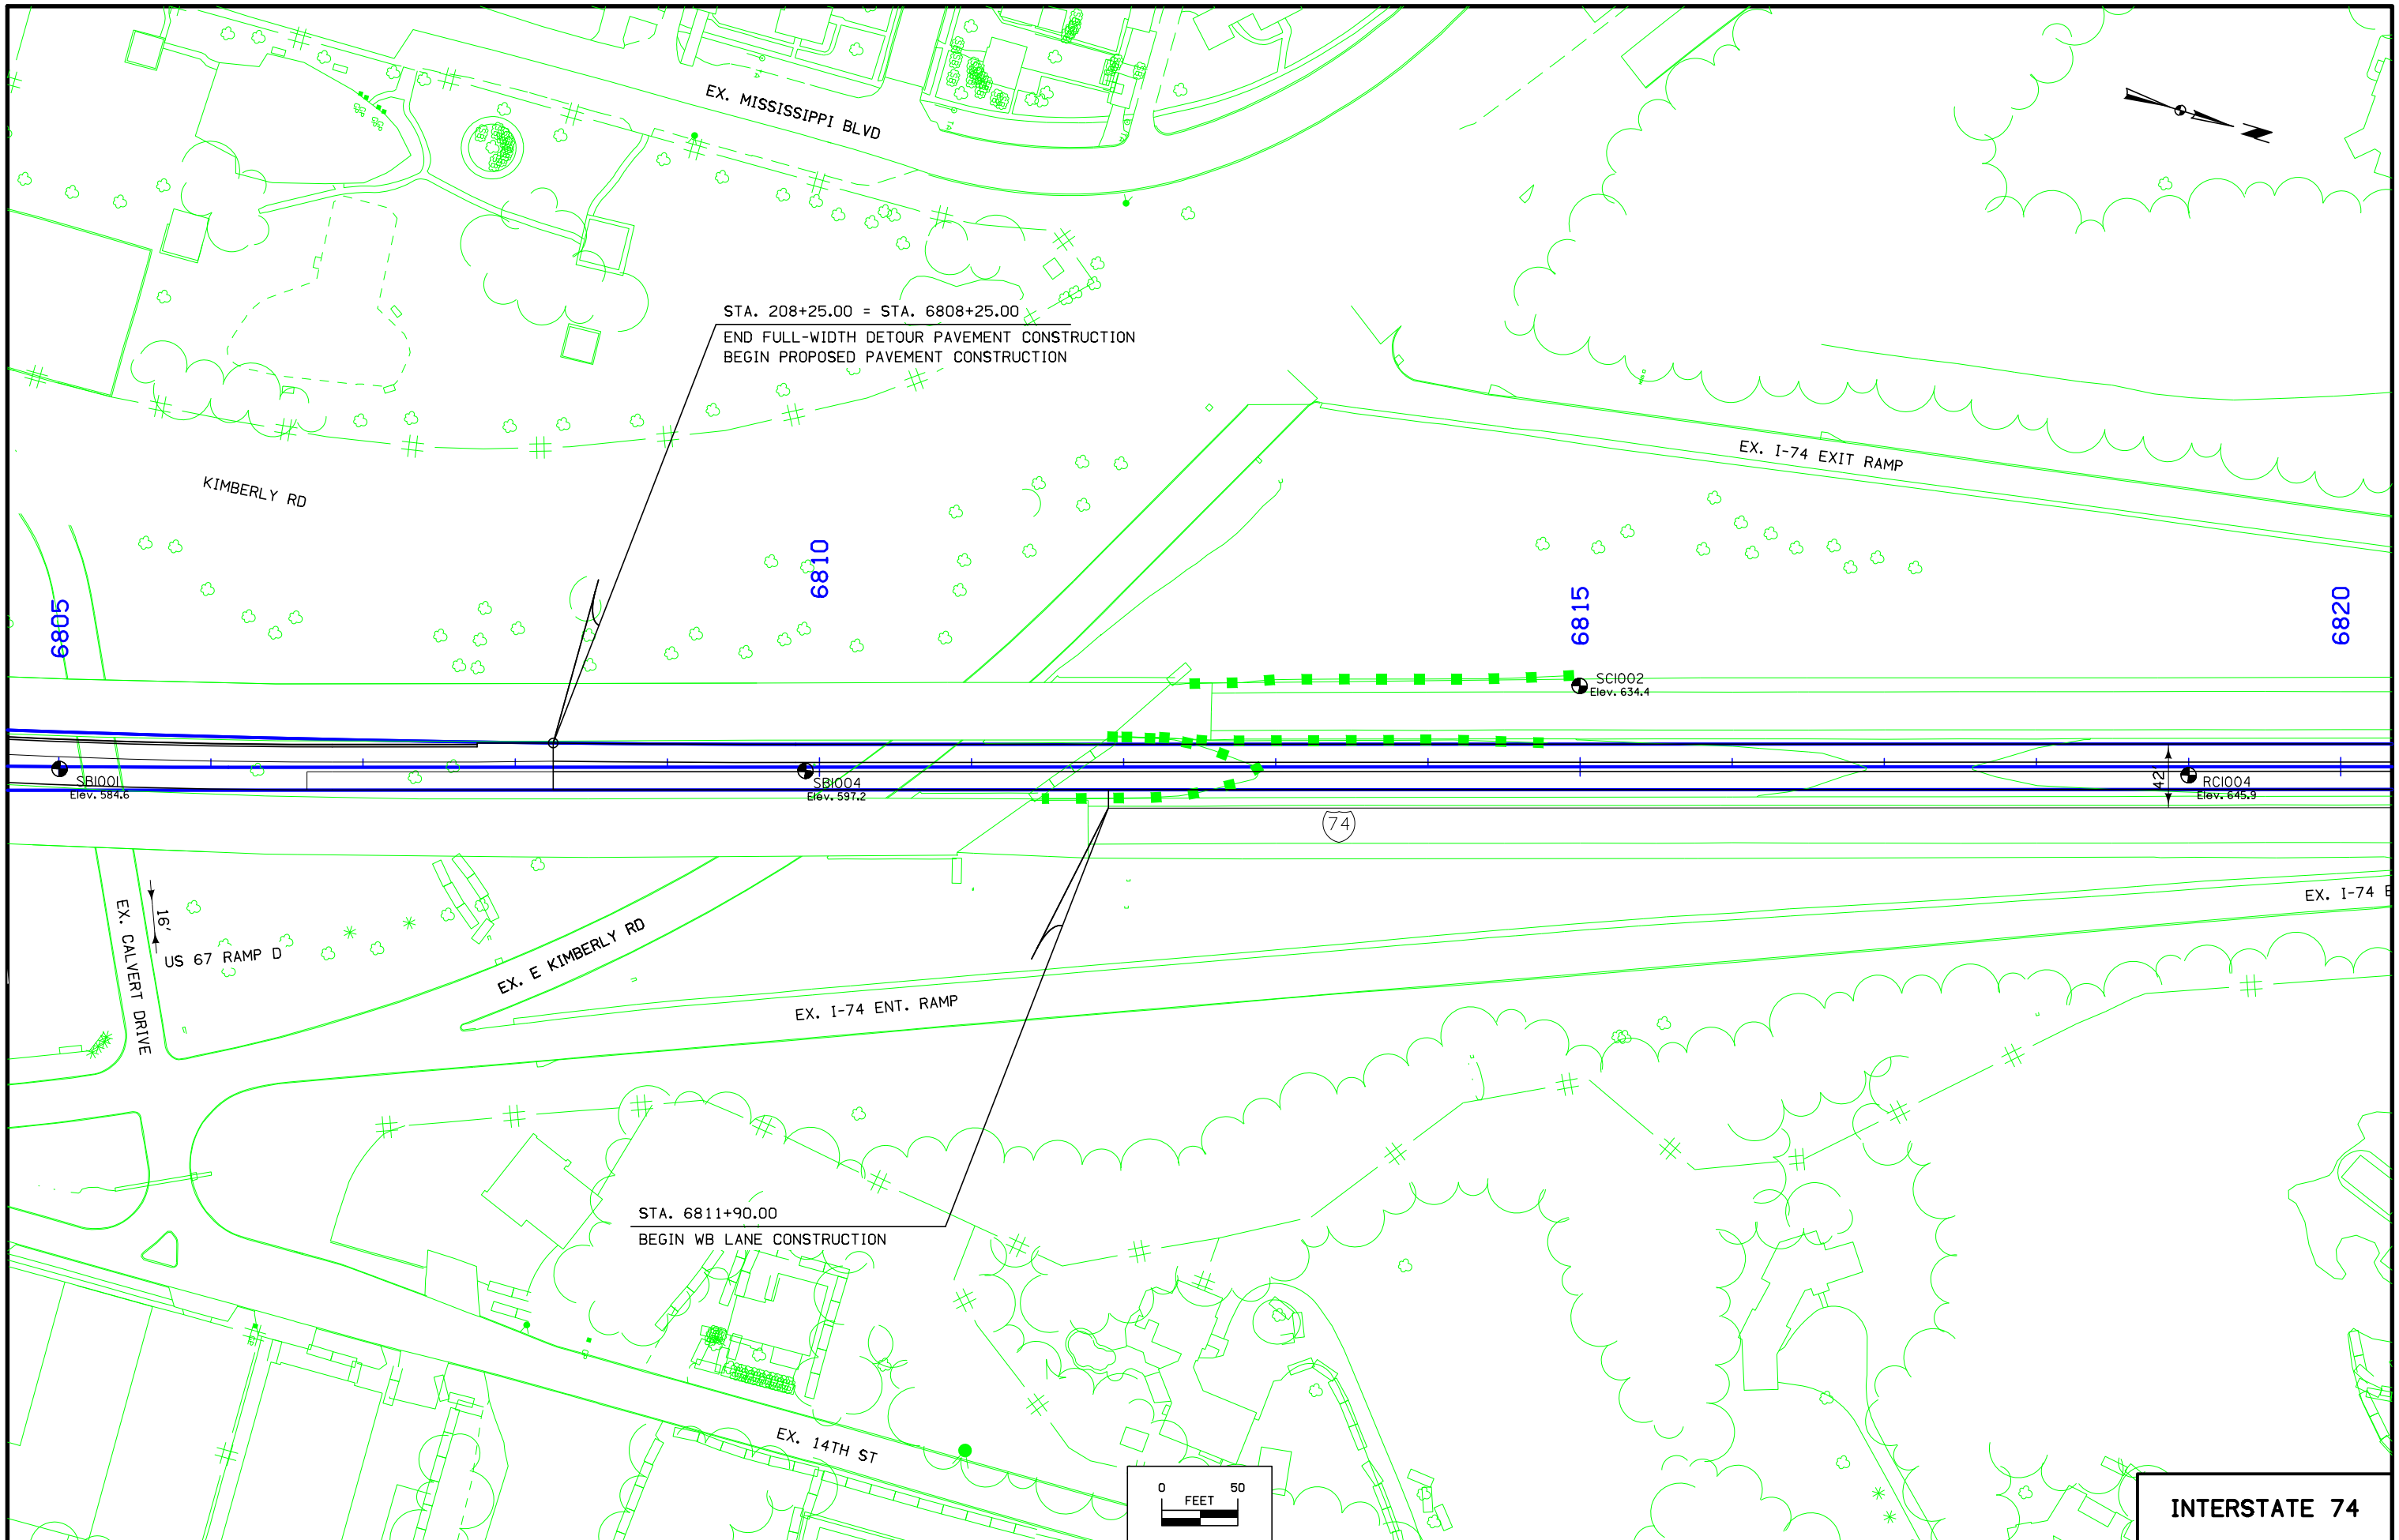 EX. MISSISSIPPI BLVD
N
STA. 208+25.00 = STA. 6808+25.00
END FULL-WIDTH DETOUR PAVEMENT CONSTRUCTION
BEGIN PROPOSED PAVEMENT CONSTRUCTION
EX. I-74 EXIT RAMP
KIMBERLY RD
6805
6810
6815
6820
SCI002
Elev. 634.4
SBI001
Elev. 584.6
SBI004
Elev. 597.2
42'
RCI004
Elev. 645.9
74
EX. CALVERT DRIVE
16'
US 67 RAMP D
EX. E KIMBERLY RD
EX. I-74 ENT. RAMP
EX. I-74 E
STA. 6811+90.00
BEGIN WB LANE CONSTRUCTION
EX. 14TH ST
0 50
FEET
INTERSTATE 74